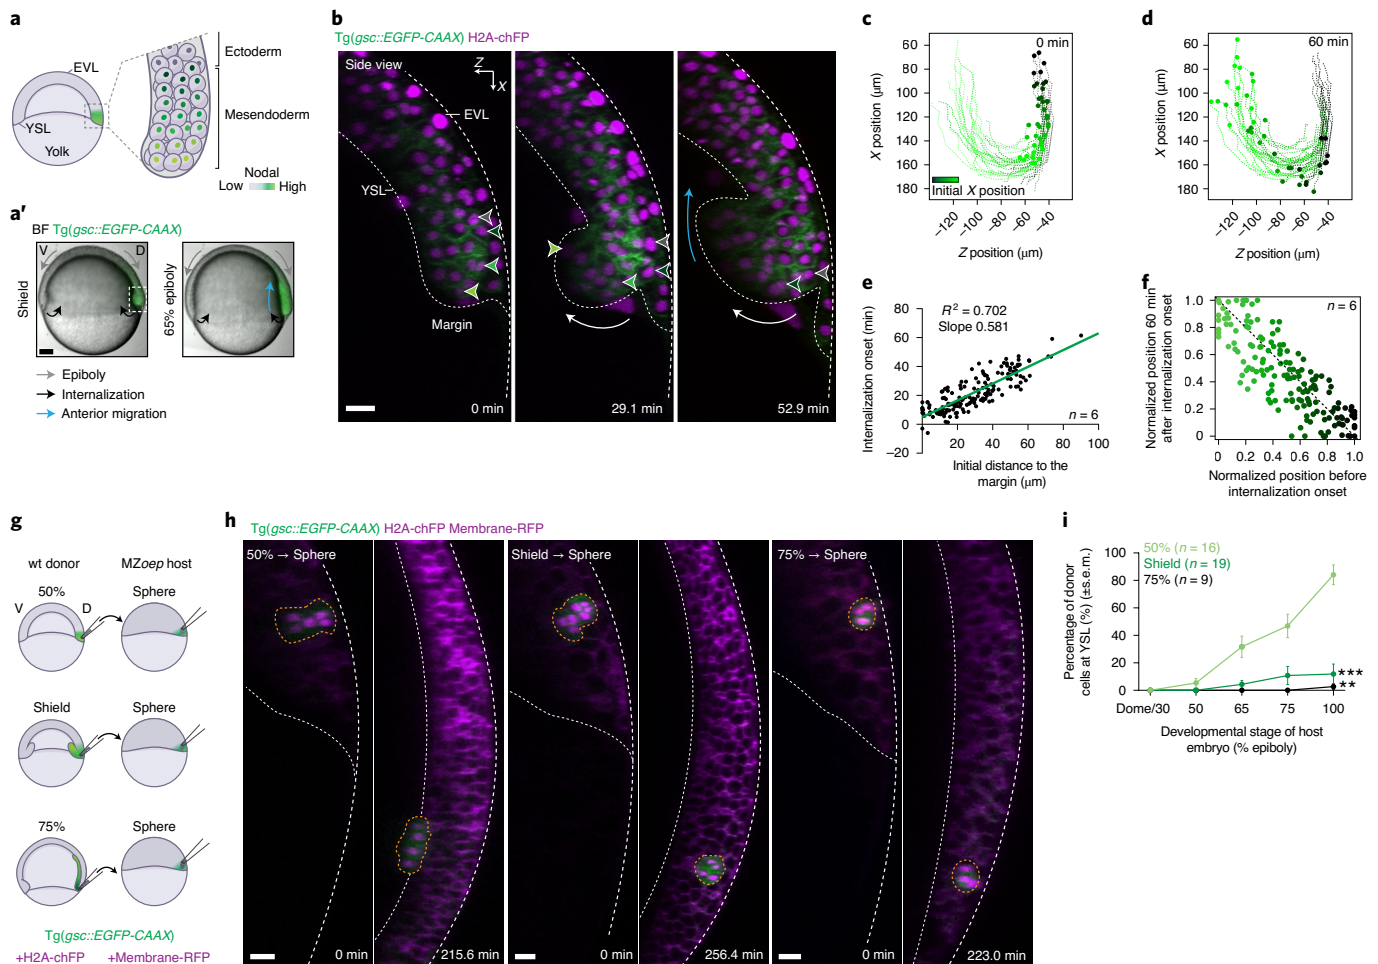 a
Ectoderm
EVL
Mesendoderm
YSL
Yolk
Nodal
Low High
a′
BF Tg(gsc::EGFP-CAAX)
V D
Shield
65% epiboly
Epiboly
Internalization
Anterior migration
b
Tg(gsc::EGFP-CAAX) H2A-chFP
Side view
Z
X
EVL
YSL
Margin
0 min
29.1 min
52.9 min
c
0 min
60
80
100
120
140
160
180
X position (μm)
Initial X position
−120 −100 −80 −60 −40
Z position (μm)
d
60 min
60
80
100
120
140
160
180
X position (μm)
−120 −100 −80 −60 −40
Z position (μm)
e
R² = 0.702
Slope 0.581
80
60
40
20
0
−20
Internalization onset (min)
n = 6
20 40 60 80 100
Initial distance to the
margin (μm)
f
n = 6
1.0
0.8
0.6
0.4
0.2
0
Normalized position 60 min
after internalization onset
0 0.2 0.4 0.6 0.8 1.0
Normalized position before
internalization onset
g
wt donor MZoep host
50% Sphere
V D
Shield Sphere
75% Sphere
Tg(gsc::EGFP-CAAX)
+H2A-chFP +Membrane-RFP
h
Tg(gsc::EGFP-CAAX) H2A-chFP Membrane-RFP
50% → Sphere
0 min
215.6 min
Shield → Sphere
0 min
256.4 min
75% → Sphere
0 min
223.0 min
i
50% (n = 16)
Shield (n = 19)
75% (n = 9)
100
80
60
40
20
0
Percentage of donor
cells at YSL (%) (±s.e.m.)
***
**
Dome/30 50 65 75 100
Developmental stage of host
embryo (% epiboly)